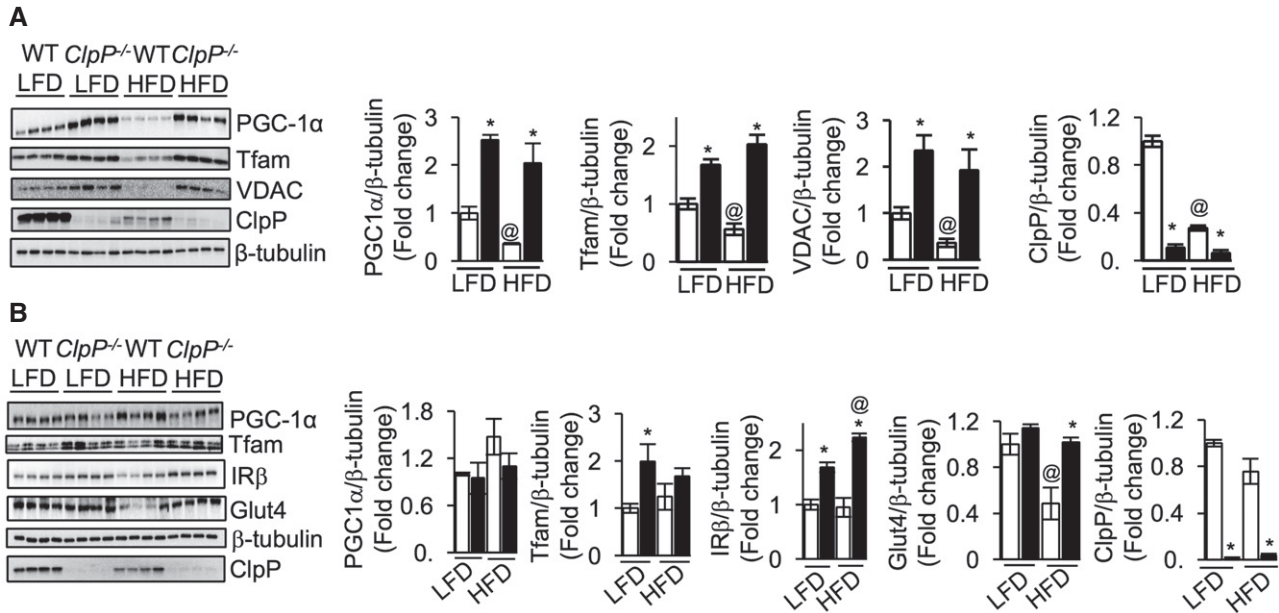 A
WT ClpP-/- WT ClpP-/-
LFD LFD HFD HFD
PGC-1α
Tfam
VDAC
ClpP
β-tubulin
PGC1α/β-tubulin
(Fold change)
3
2
1
0
@
*
*
LFD HFD
Tfam/β-tubulin
(Fold change)
2
1
0
*
@
*
LFD HFD
VDAC/β-tubulin
(Fold change)
3
2
1
0
*
@
*
LFD HFD
ClpP/β-tubulin
(Fold change)
1.2
0.8
0.4
0.
*
@
*
LFD HFD
B
WT ClpP-/- WT ClpP-/-
LFD LFD HFD HFD
PGC-1α
Tfam
IRβ
Glut4
β-tubulin
ClpP
PGC1α/β-tubulin
(Fold change)
1.8
1.2
0.6
0.
LFD HFD
Tfam/β-tubulin
(Fold change)
3
2
1
0
*
LFD HFD
IRβ/β-tubulin
(Fold change)
2
1
0
*
@
*
LFD HFD
Glut4/β-tubulin
(Fold change)
1.2
0.8
0.4
0
@
*
LFD HFD
ClpP/β-tubulin
(Fold change)
1.2
0.8
0.4
0.
*
*
LFD HFD